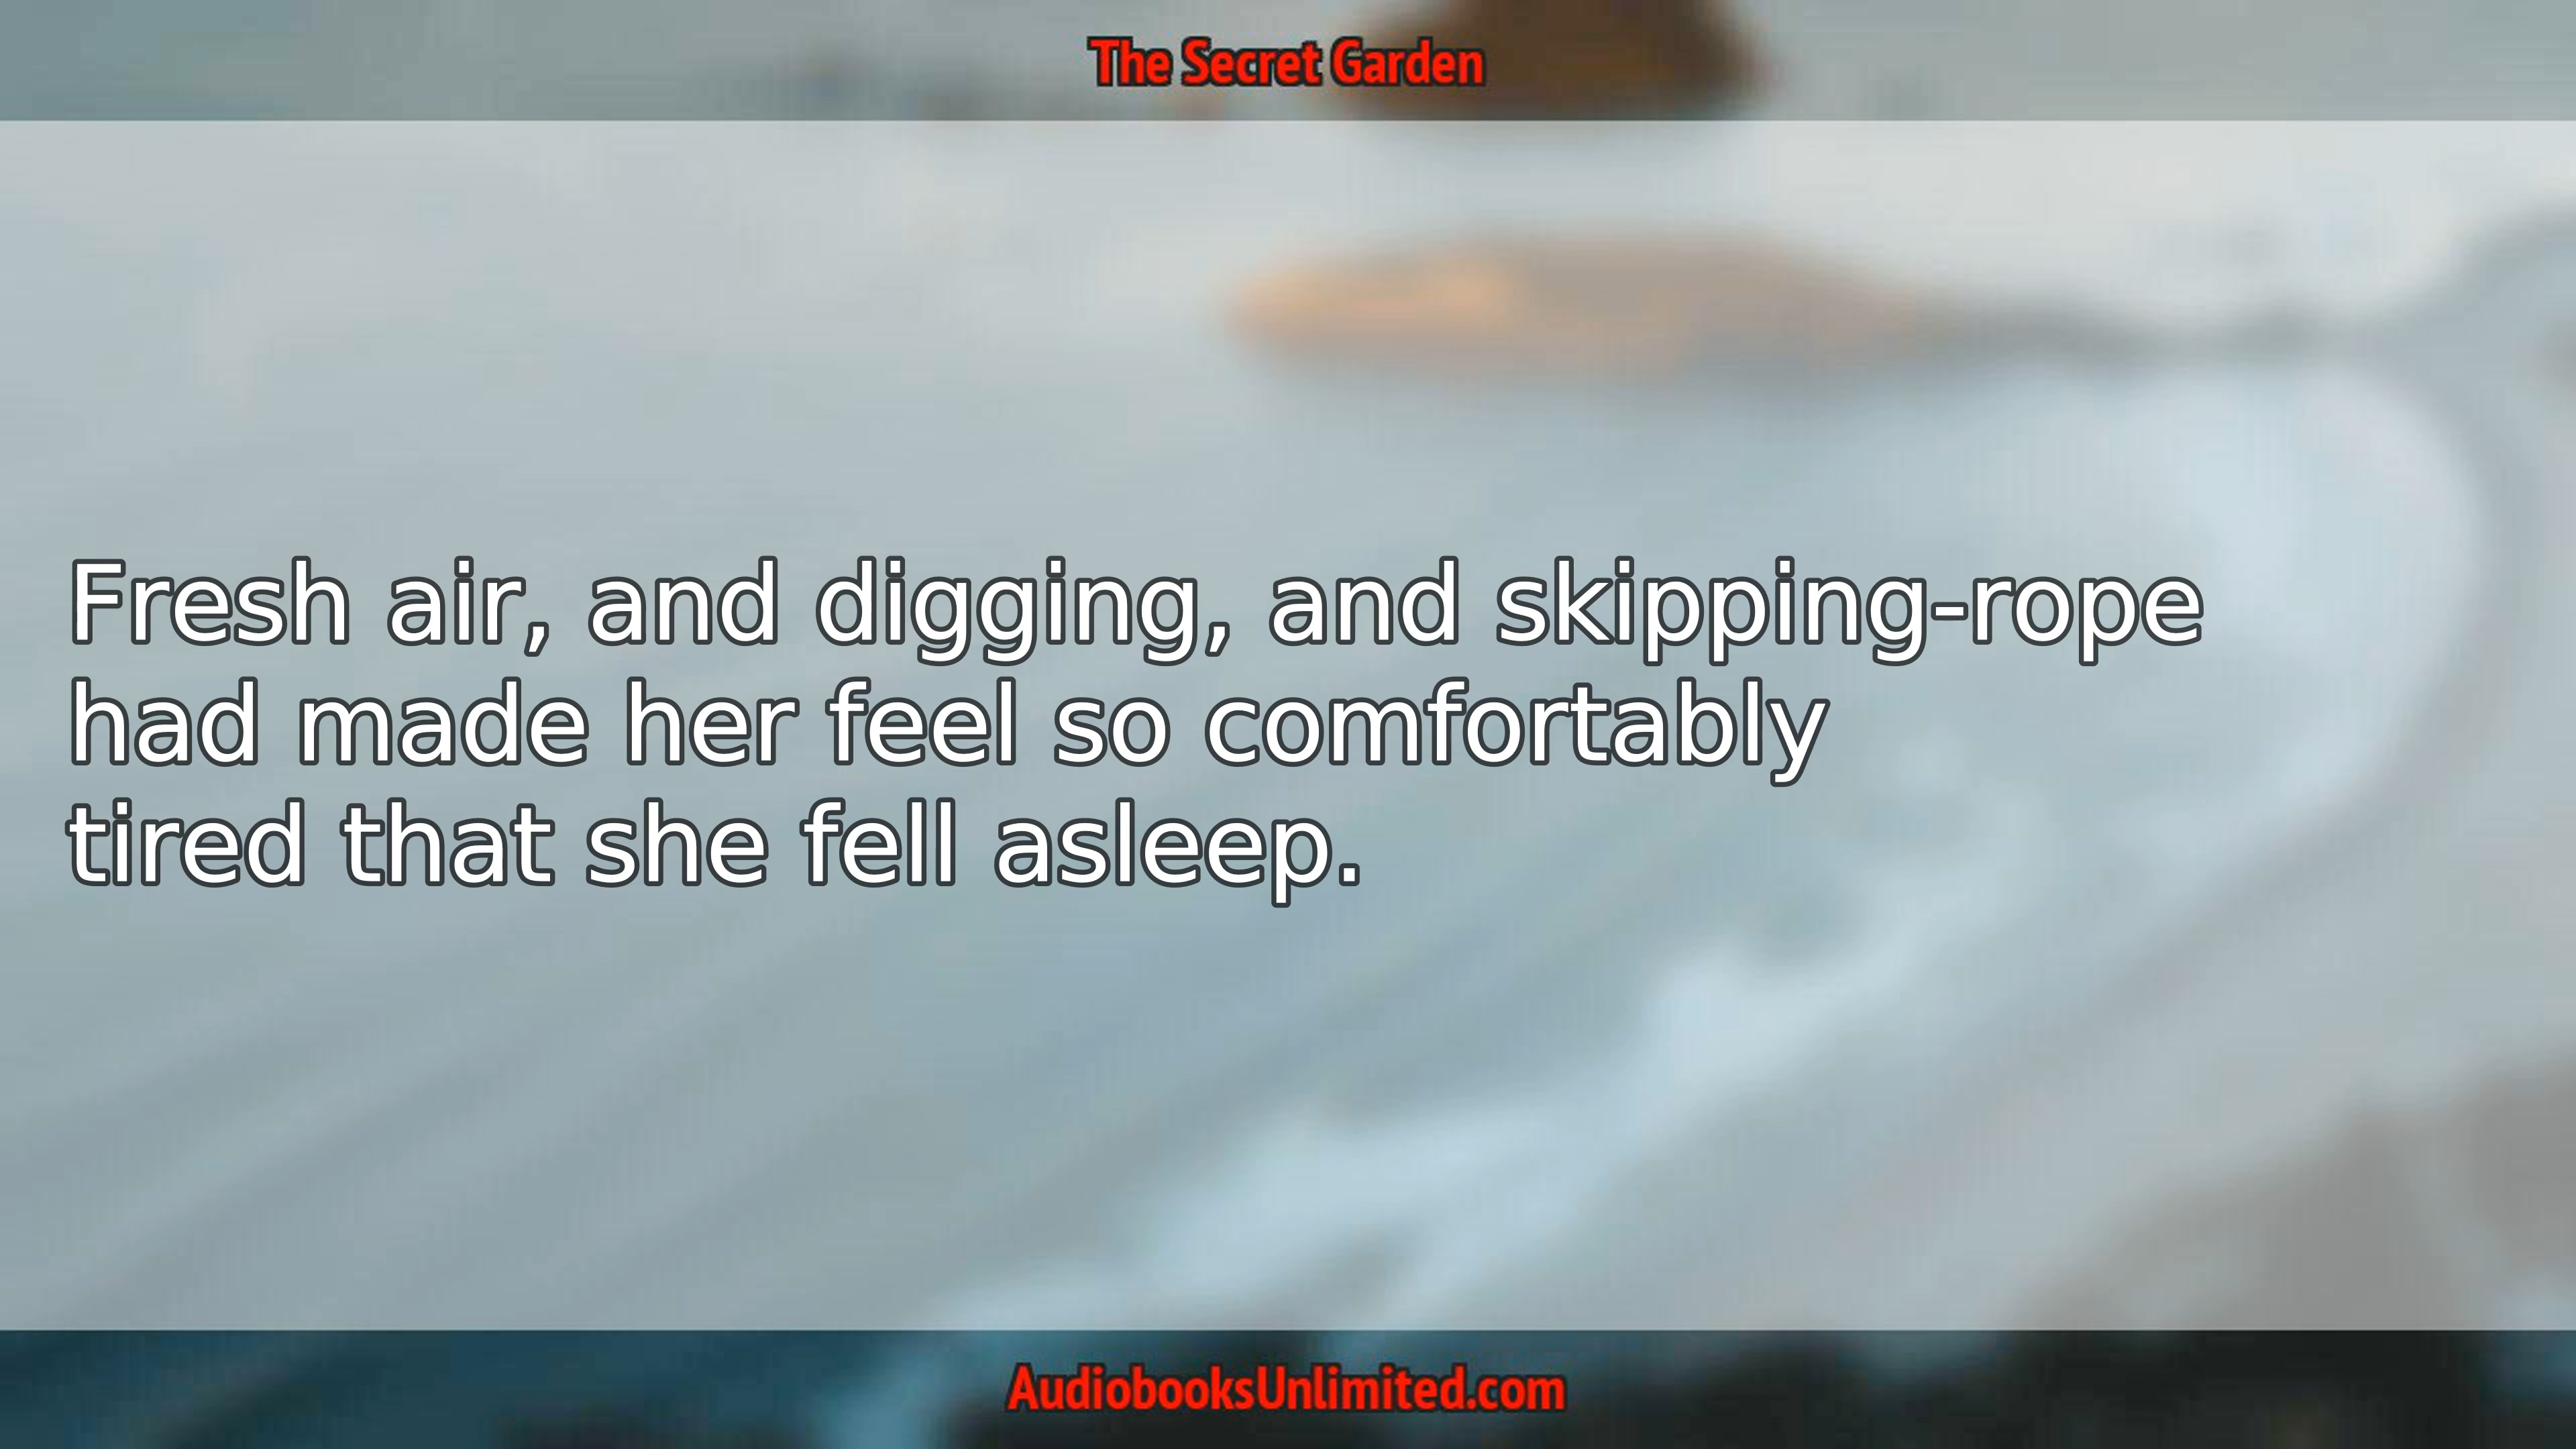 The Secret Garden
Fresh air, and digging, and skipping-rope
had made her feel so comfortably
tired that she fell asleep.
AudiobooksUnlimited.com